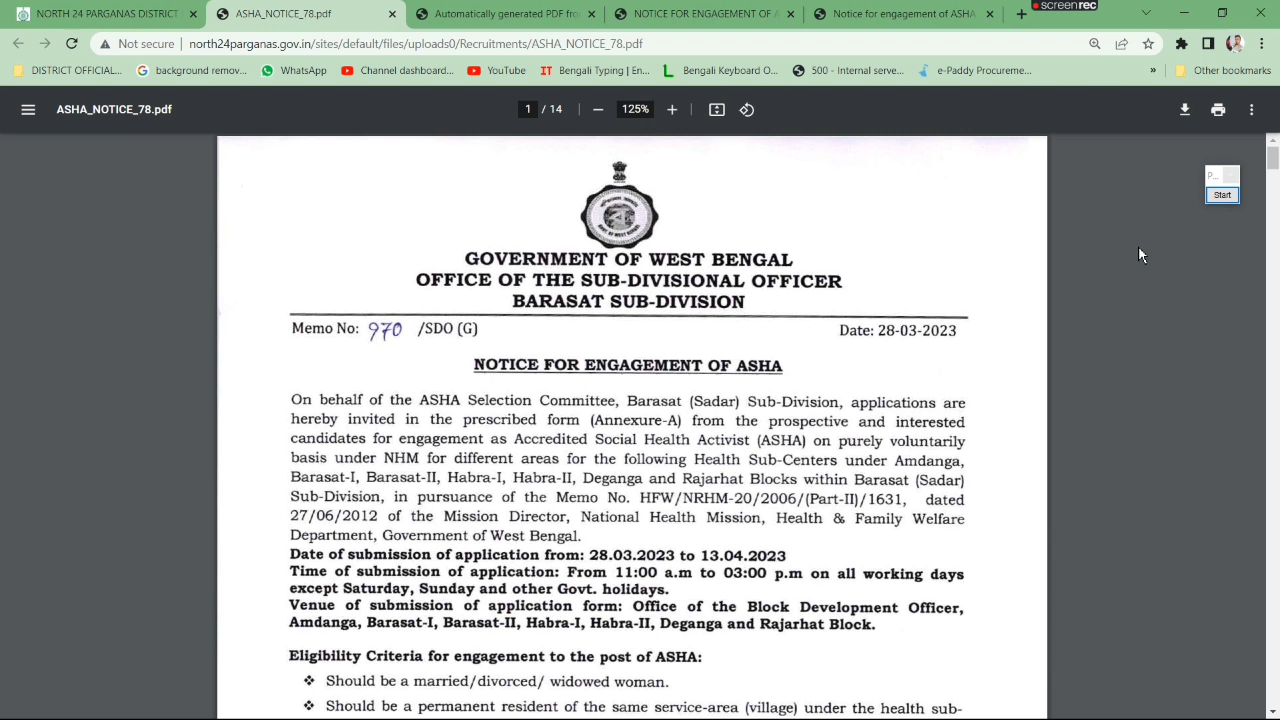 NORTH 24 PARGANAS DISTRICT
ASHA_NOTICE_78.pdf
Automatically generated PDF fro
NOTICE FOR ENGAGEMENT OF A
Notice for engagement of ASHA
screenrec
Not secure
north24parganas.gov.in/sites/default/files/uploads0/Recruitments/ASHA_NOTICE_78.pdf
DISTRICT OFFICIAL...
background remov...
WhatsApp
Channel dashboard...
YouTube
IT Bengali Typing | En...
Bengali Keyboard O...
500 - Internal serve...
e-Paddy Procureme...
»
Other bookmarks
ASHA_NOTICE_78.pdf
1 / 14
125%
P...
Start
GOVERNMENT OF WEST BENGAL
OFFICE OF THE SUB-DIVISIONAL OFFICER
BARASAT SUB-DIVISION
Memo No: 970 /SDO (G)
Date: 28-03-2023
NOTICE FOR ENGAGEMENT OF ASHA
On behalf of the ASHA Selection Committee, Barasat (Sadar) Sub-Division, applications are
hereby invited in the prescribed form (Annexure-A) from the prospective and interested
candidates for engagement as Accredited Social Health Activist (ASHA) on purely voluntarily
basis under NHM for different areas for the following Health Sub-Centers under Amdanga,
Barasat-I, Barasat-II, Habra-I, Habra-II, Deganga and Rajarhat Blocks within Barasat (Sadar)
Sub-Division, in pursuance of the Memo No. HFW/NRHM-20/2006/(Part-II)/1631, dated
27/06/2012 of the Mission Director, National Health Mission, Health & Family Welfare
Department, Government of West Bengal.
Date of submission of application from: 28.03.2023 to 13.04.2023
Time of submission of application: From 11:00 a.m to 03:00 p.m on all working days
except Saturday, Sunday and other Govt. holidays.
Venue of submission of application form: Office of the Block Development Officer,
Amdanga, Barasat-I, Barasat-II, Habra-I, Habra-II, Deganga and Rajarhat Block.
Eligibility Criteria for engagement to the post of ASHA:
❖ Should be a married/divorced/ widowed woman.
❖ Should be a permanent resident of the same service-area (village) under the health sub-